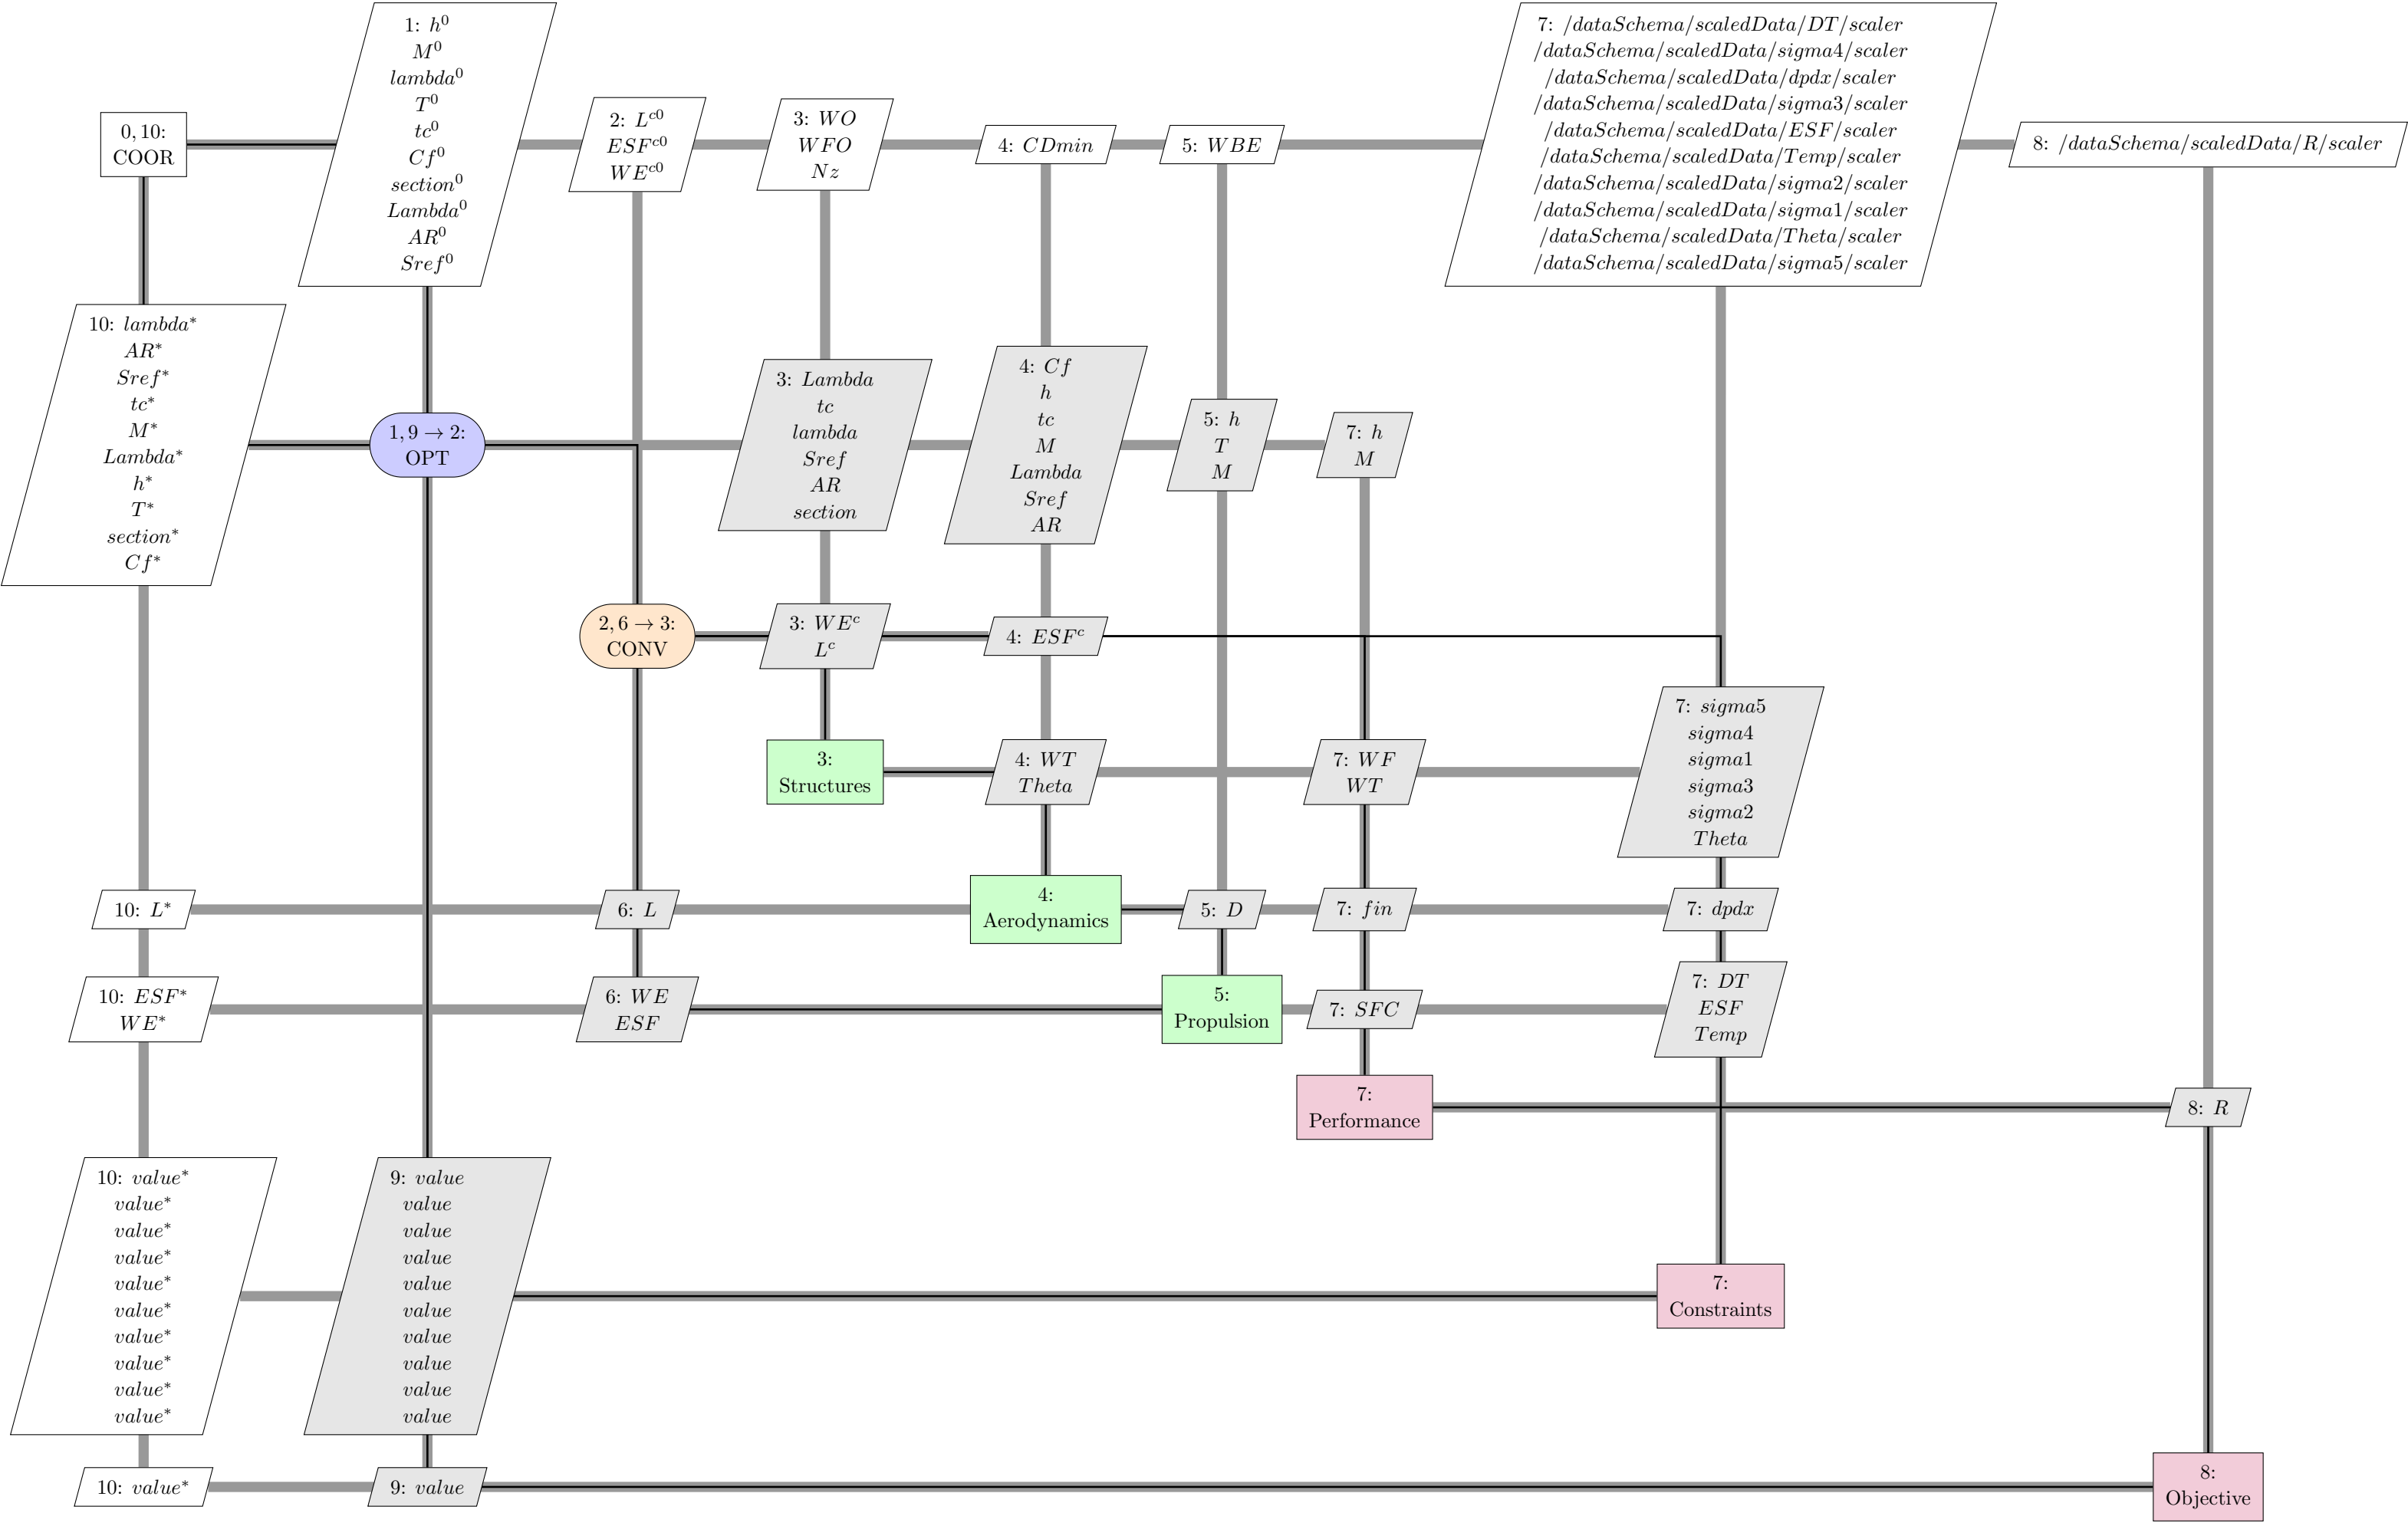 0, 10:
COOR
1: h⁰
M⁰
lambda⁰
T⁰
tc⁰
Cf⁰
section⁰
Lambda⁰
AR⁰
Sref⁰
2: Lᶜ⁰
ESFᶜ⁰
WEᶜ⁰
3: WO
WFO
Nz
4: CDmin
5: WBE
7: /dataSchema/scaledData/DT/scaler
/dataSchema/scaledData/sigma4/scaler
/dataSchema/scaledData/dpdx/scaler
/dataSchema/scaledData/sigma3/scaler
/dataSchema/scaledData/ESF/scaler
/dataSchema/scaledData/Temp/scaler
/dataSchema/scaledData/sigma2/scaler
/dataSchema/scaledData/sigma1/scaler
/dataSchema/scaledData/Theta/scaler
/dataSchema/scaledData/sigma5/scaler
8: /dataSchema/scaledData/R/scaler
10: lambda*
AR*
Sref*
tc*
M*
Lambda*
h*
T*
section*
Cf*
1, 9 → 2:
OPT
3: Lambda
tc
lambda
Sref
AR
section
4: Cf
h
tc
M
Lambda
Sref
AR
5: h
T
M
7: h
M
2, 6 → 3:
CONV
3: WEᶜ
Lᶜ
4: ESFᶜ
3:
Structures
4: WT
Theta
7: WF
WT
7: sigma5
sigma4
sigma1
sigma3
sigma2
Theta
10: L*
6: L
4:
Aerodynamics
5: D
7: fin
7: dpdx
10: ESF*
WE*
6: WE
ESF
5:
Propulsion
7: SFC
7: DT
ESF
Temp
7:
Performance
8: R
10: value*
value*
value*
value*
value*
value*
value*
value*
value*
value*
9: value
value
value
value
value
value
value
value
value
value
7:
Constraints
10: value*
9: value
8:
Objective